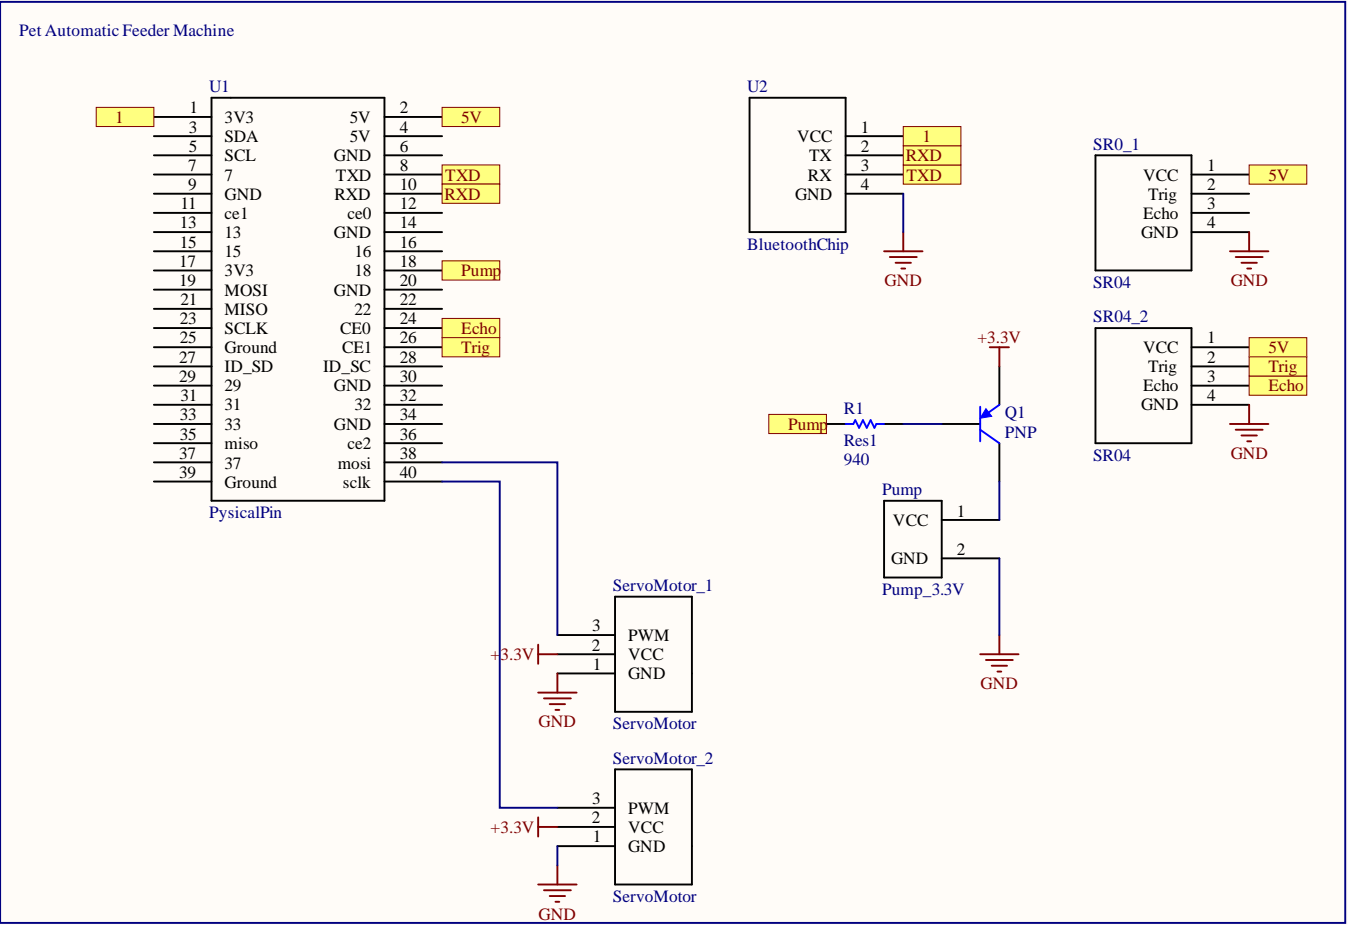 Pet Automatic Feeder Machine
U1
1 1 3V3 5V 2 5V
3 SDA 5V 4
5 SCL GND 6
7 7 TXD 8 TXD
9 GND RXD 10 RXD
11 ce1 ce0 12
13 13 GND 14
15 15 16 16
17 3V3 18 18 Pump
19 MOSI GND 20
21 MISO 22 22
23 SCLK CE0 24 Echo
25 Ground CE1 26 Trig
27 ID_SD ID_SC 28
29 29 GND 30
31 31 32 32
33 33 GND 34
35 miso ce2 36
37 37 mosi 38
39 Ground sclk 40
PysicalPin
U2
VCC 1 1
TX 2 RXD
RX 3 TXD
GND 4
BluetoothChip
GND
SR0_1
VCC 1 5V
Trig 2
Echo 3
GND 4
SR04
GND
SR04_2
VCC 1 5V
Trig 2 Trig
Echo 3 Echo
GND 4
SR04
GND
+3.3V
Pump
R1
Res1
940
Q1
PNP
Pump
VCC 1
GND 2
Pump_3.3V
GND
ServoMotor_1
3 PWM
+3.3V 2 VCC
1 GND
GND
ServoMotor
ServoMotor_2
3 PWM
+3.3V 2 VCC
1 GND
GND
ServoMotor